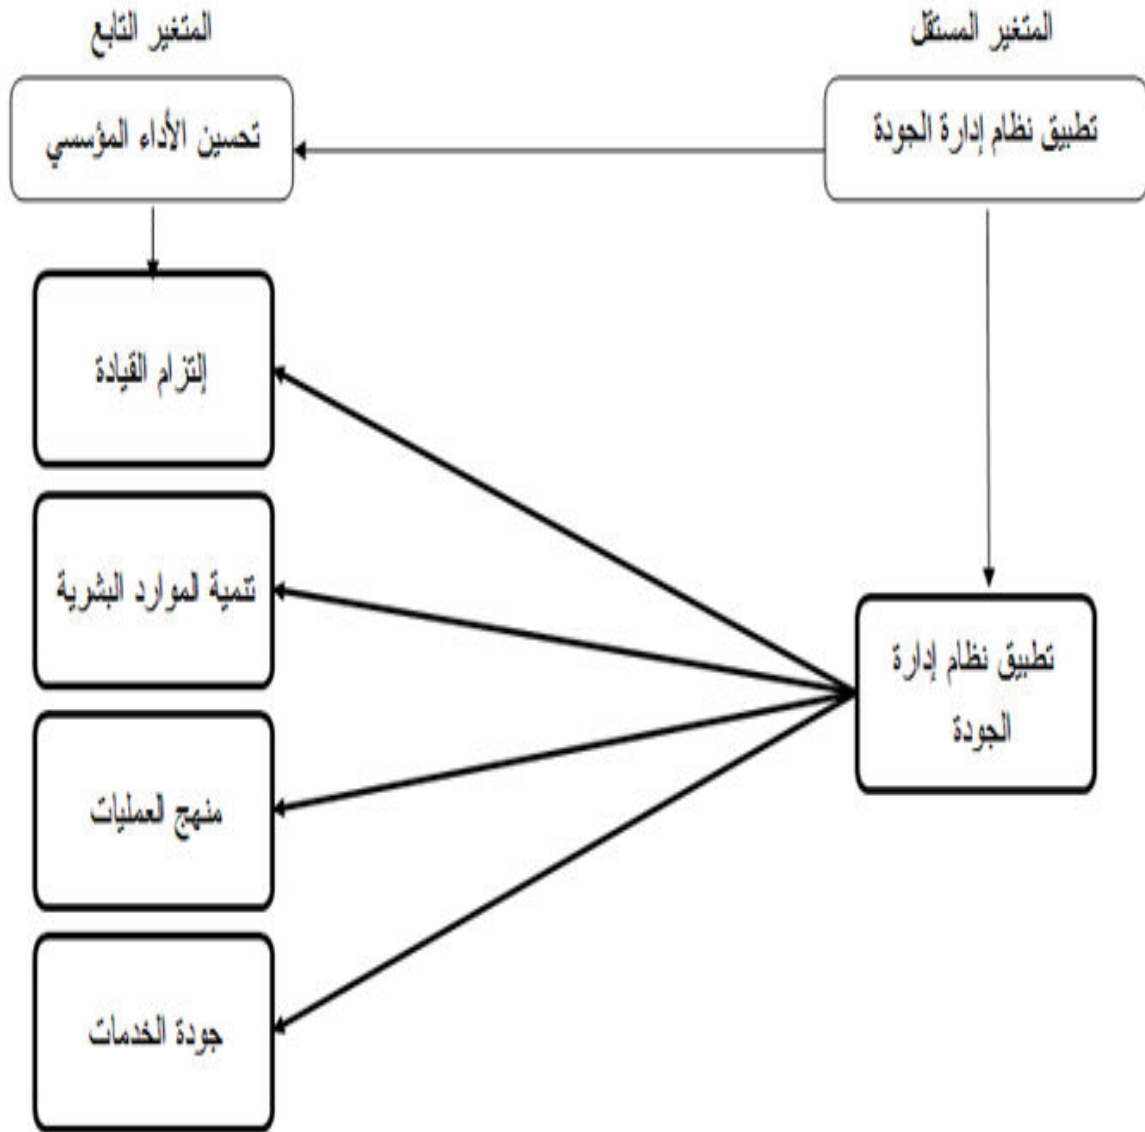 المتغير المستقل
المتغير التابع
تطبيق نظام إدارة الجودة
تحسين الأداء المؤسسي
إلتزام القيادة
تنمية الموارد البشرية
تطبيق نظام إدارة
الجودة
منهج العمليات
جودة الخدمات